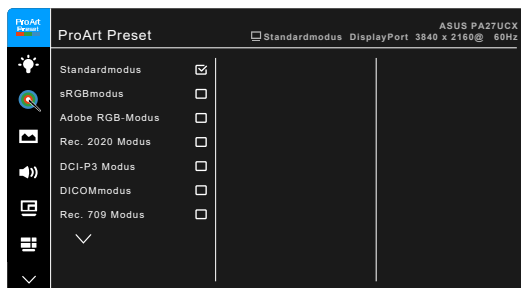 ProArt
Preset
ProArt Preset
ASUS PA27UCX
Standardmodus DisplayPort 3840 x 2160@ 60Hz
Standardmodus
sRGBmodus
Adobe RGB-Modus
Rec. 2020 Modus
DCI-P3 Modus
DICOMmodus
Rec. 709 Modus